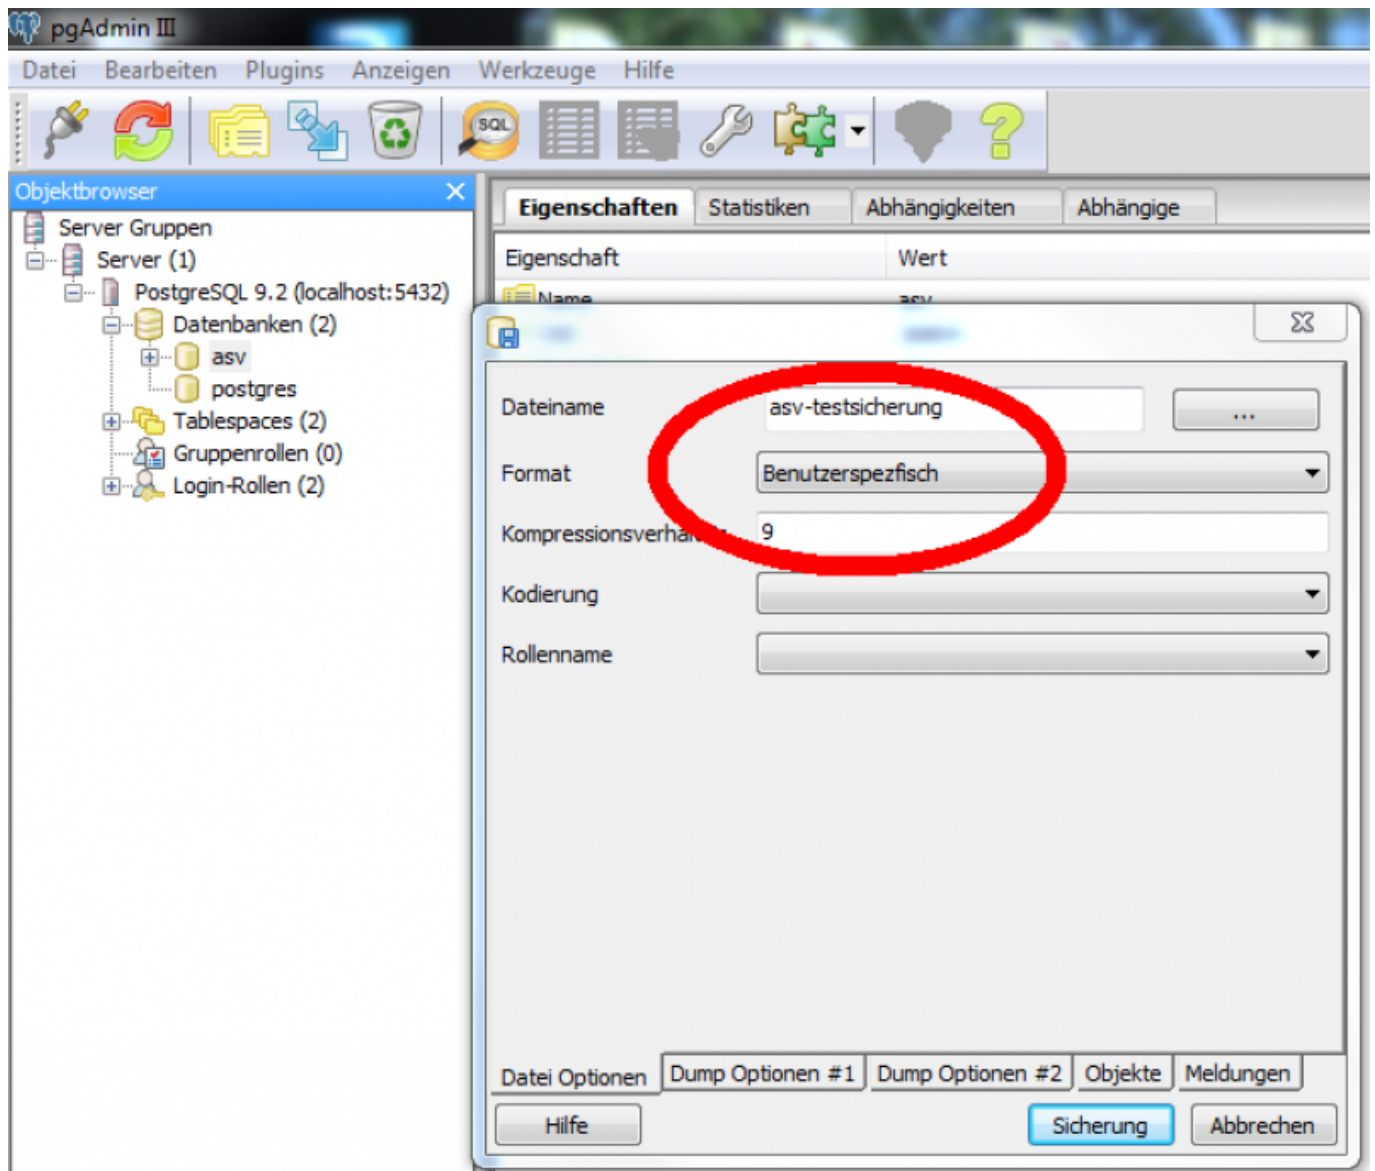 pgAdmin III
Datei Bearbeiten Plugins Anzeigen Werkzeuge Hilfe
SQL
Objektbrowser
Server Gruppen
Server (1)
PostgreSQL 9.2 (localhost:5432)
Datenbanken (2)
asv
postgres
Tablespaces (2)
Gruppenrollen (0)
Login-Rollen (2)
Eigenschaften Statistiken Abhängigkeiten Abhängige
Eigenschaft Wert
Name asv
Dateiname asv-testsicherung ...
Format Benutzerspezfisch
9
Kodierung
Rollenname
Datei Optionen Dump Optionen #1 Dump Optionen #2 Objekte Meldungen
Hilfe Sicherung Abbrechen